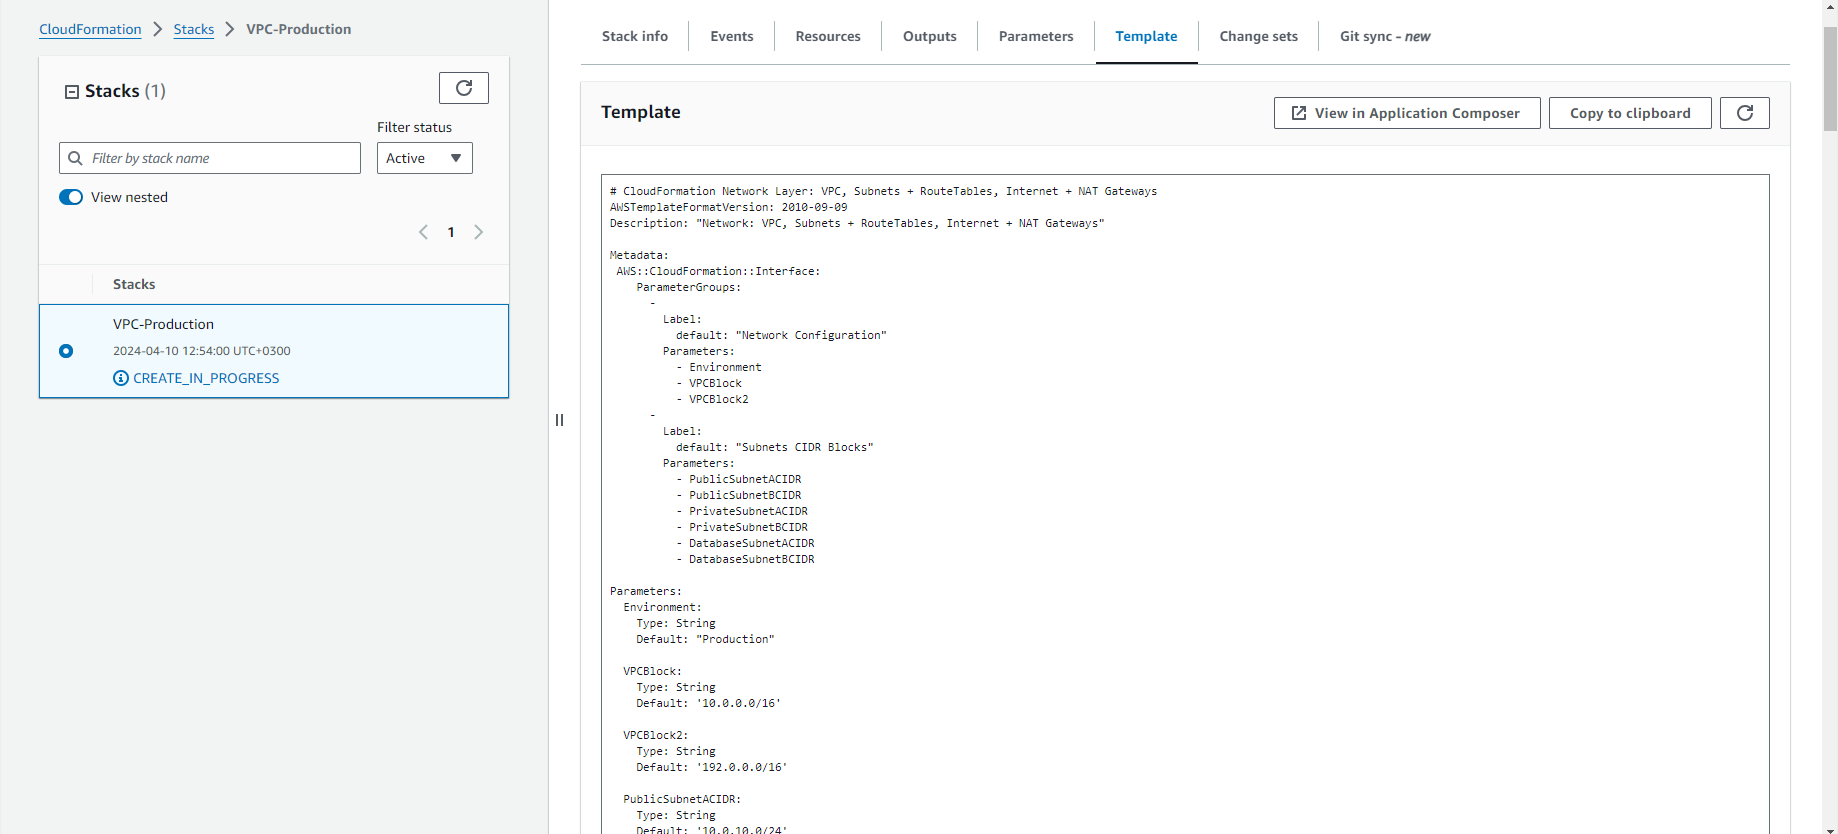 CloudFormation > Stacks > VPC-Production
Stacks (1)
Filter status
Filter by stack name
Active
View nested
1
Stacks
VPC-Production
2024-04-10 12:54:00 UTC+0300
CREATE_IN_PROGRESS
Stack info
Events
Resources
Outputs
Parameters
Template
Change sets
Git sync - new
Template
View in Application Composer
Copy to clipboard
# CloudFormation Network Layer: VPC, Subnets + RouteTables, Internet + NAT Gateways
AWSTemplateFormatVersion: 2010-09-09
Description: "Network: VPC, Subnets + RouteTables, Internet + NAT Gateways"
Metadata:
AWS::CloudFormation::Interface:
ParameterGroups:
-
Label:
default: "Network Configuration"
Parameters:
- Environment
- VPCBlock
- VPCBlock2
-
Label:
default: "Subnets CIDR Blocks"
Parameters:
- PublicSubnetACIDR
- PublicSubnetBCIDR
- PrivateSubnetACIDR
- PrivateSubnetBCIDR
- DatabaseSubnetACIDR
- DatabaseSubnetBCIDR
Parameters:
Environment:
Type: String
Default: "Production"
VPCBlock:
Type: String
Default: '10.0.0.0/16'
VPCBlock2:
Type: String
Default: '192.0.0.0/16'
PublicSubnetACIDR:
Type: String
Default: '10.0.10.0/24'